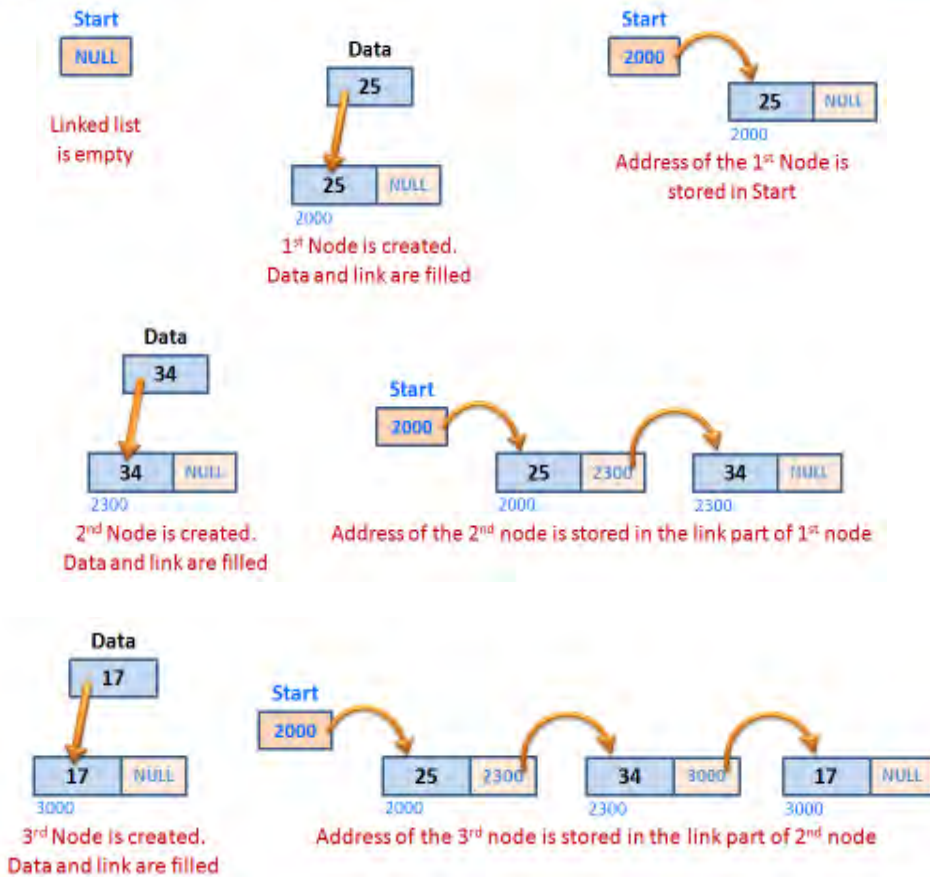 Start
NULL
Linked list
is empty
Data
25
25 NULL
2000
1st Node is created.
Data and link are filled
Start
2000
25 NULL
2000
Address of the 1st Node is
stored in Start
Data
34
34 NULL
2300
2nd Node is created.
Data and link are filled
Start
2000
25 2300 34 NULL
2000 2300
Address of the 2nd node is stored in the link part of 1st node
Data
17
17 NULL
3000
3rd Node is created.
Data and link are filled
Start
2000
25 2300 34 3000 17 NULL
2000 2300 3000
Address of the 3rd node is stored in the link part of 2nd node